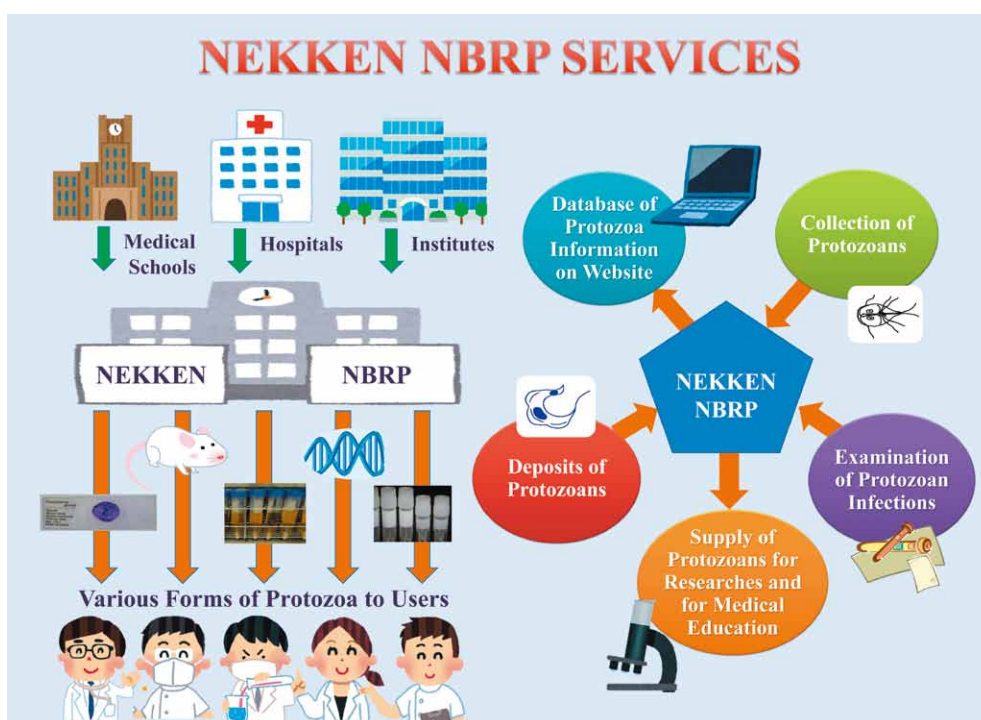 NEKKEN NBRP SERVICES
Medical
Schools
Hospitals
Institutes
NEKKEN
NBRP
Various Forms of Protozoa to Users
Database of
Protozoa
Information
on Website
Collection of
Protozoans
NEKKEN
NBRP
Deposits of
Protozoans
Examination
of Protozoan
Infections
Supply of
Protozoans for
Researches and
for Medical
Education